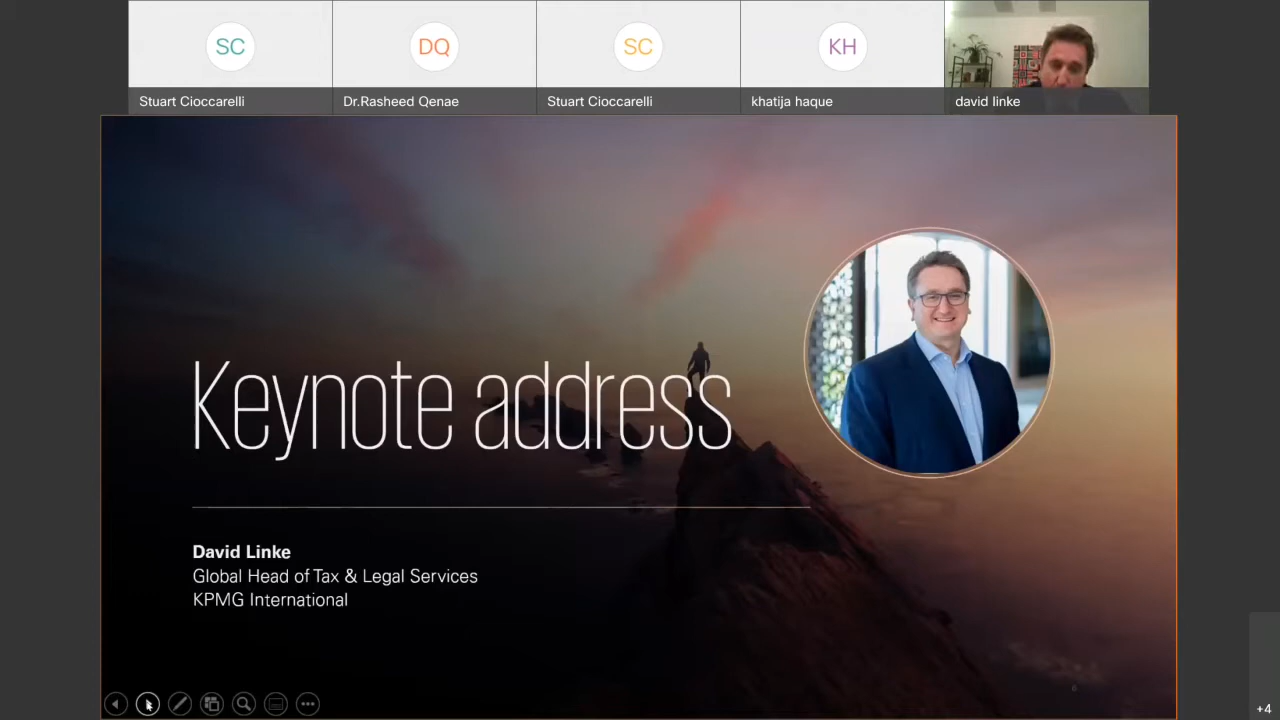 SC
DQ
SC
KH
Stuart Cioccarelli
Dr.Rasheed Qenae
Stuart Cioccarelli
khatija haque
david linke
Keynote address
David Linke
Global Head of Tax & Legal Services
KPMG International
6
+4